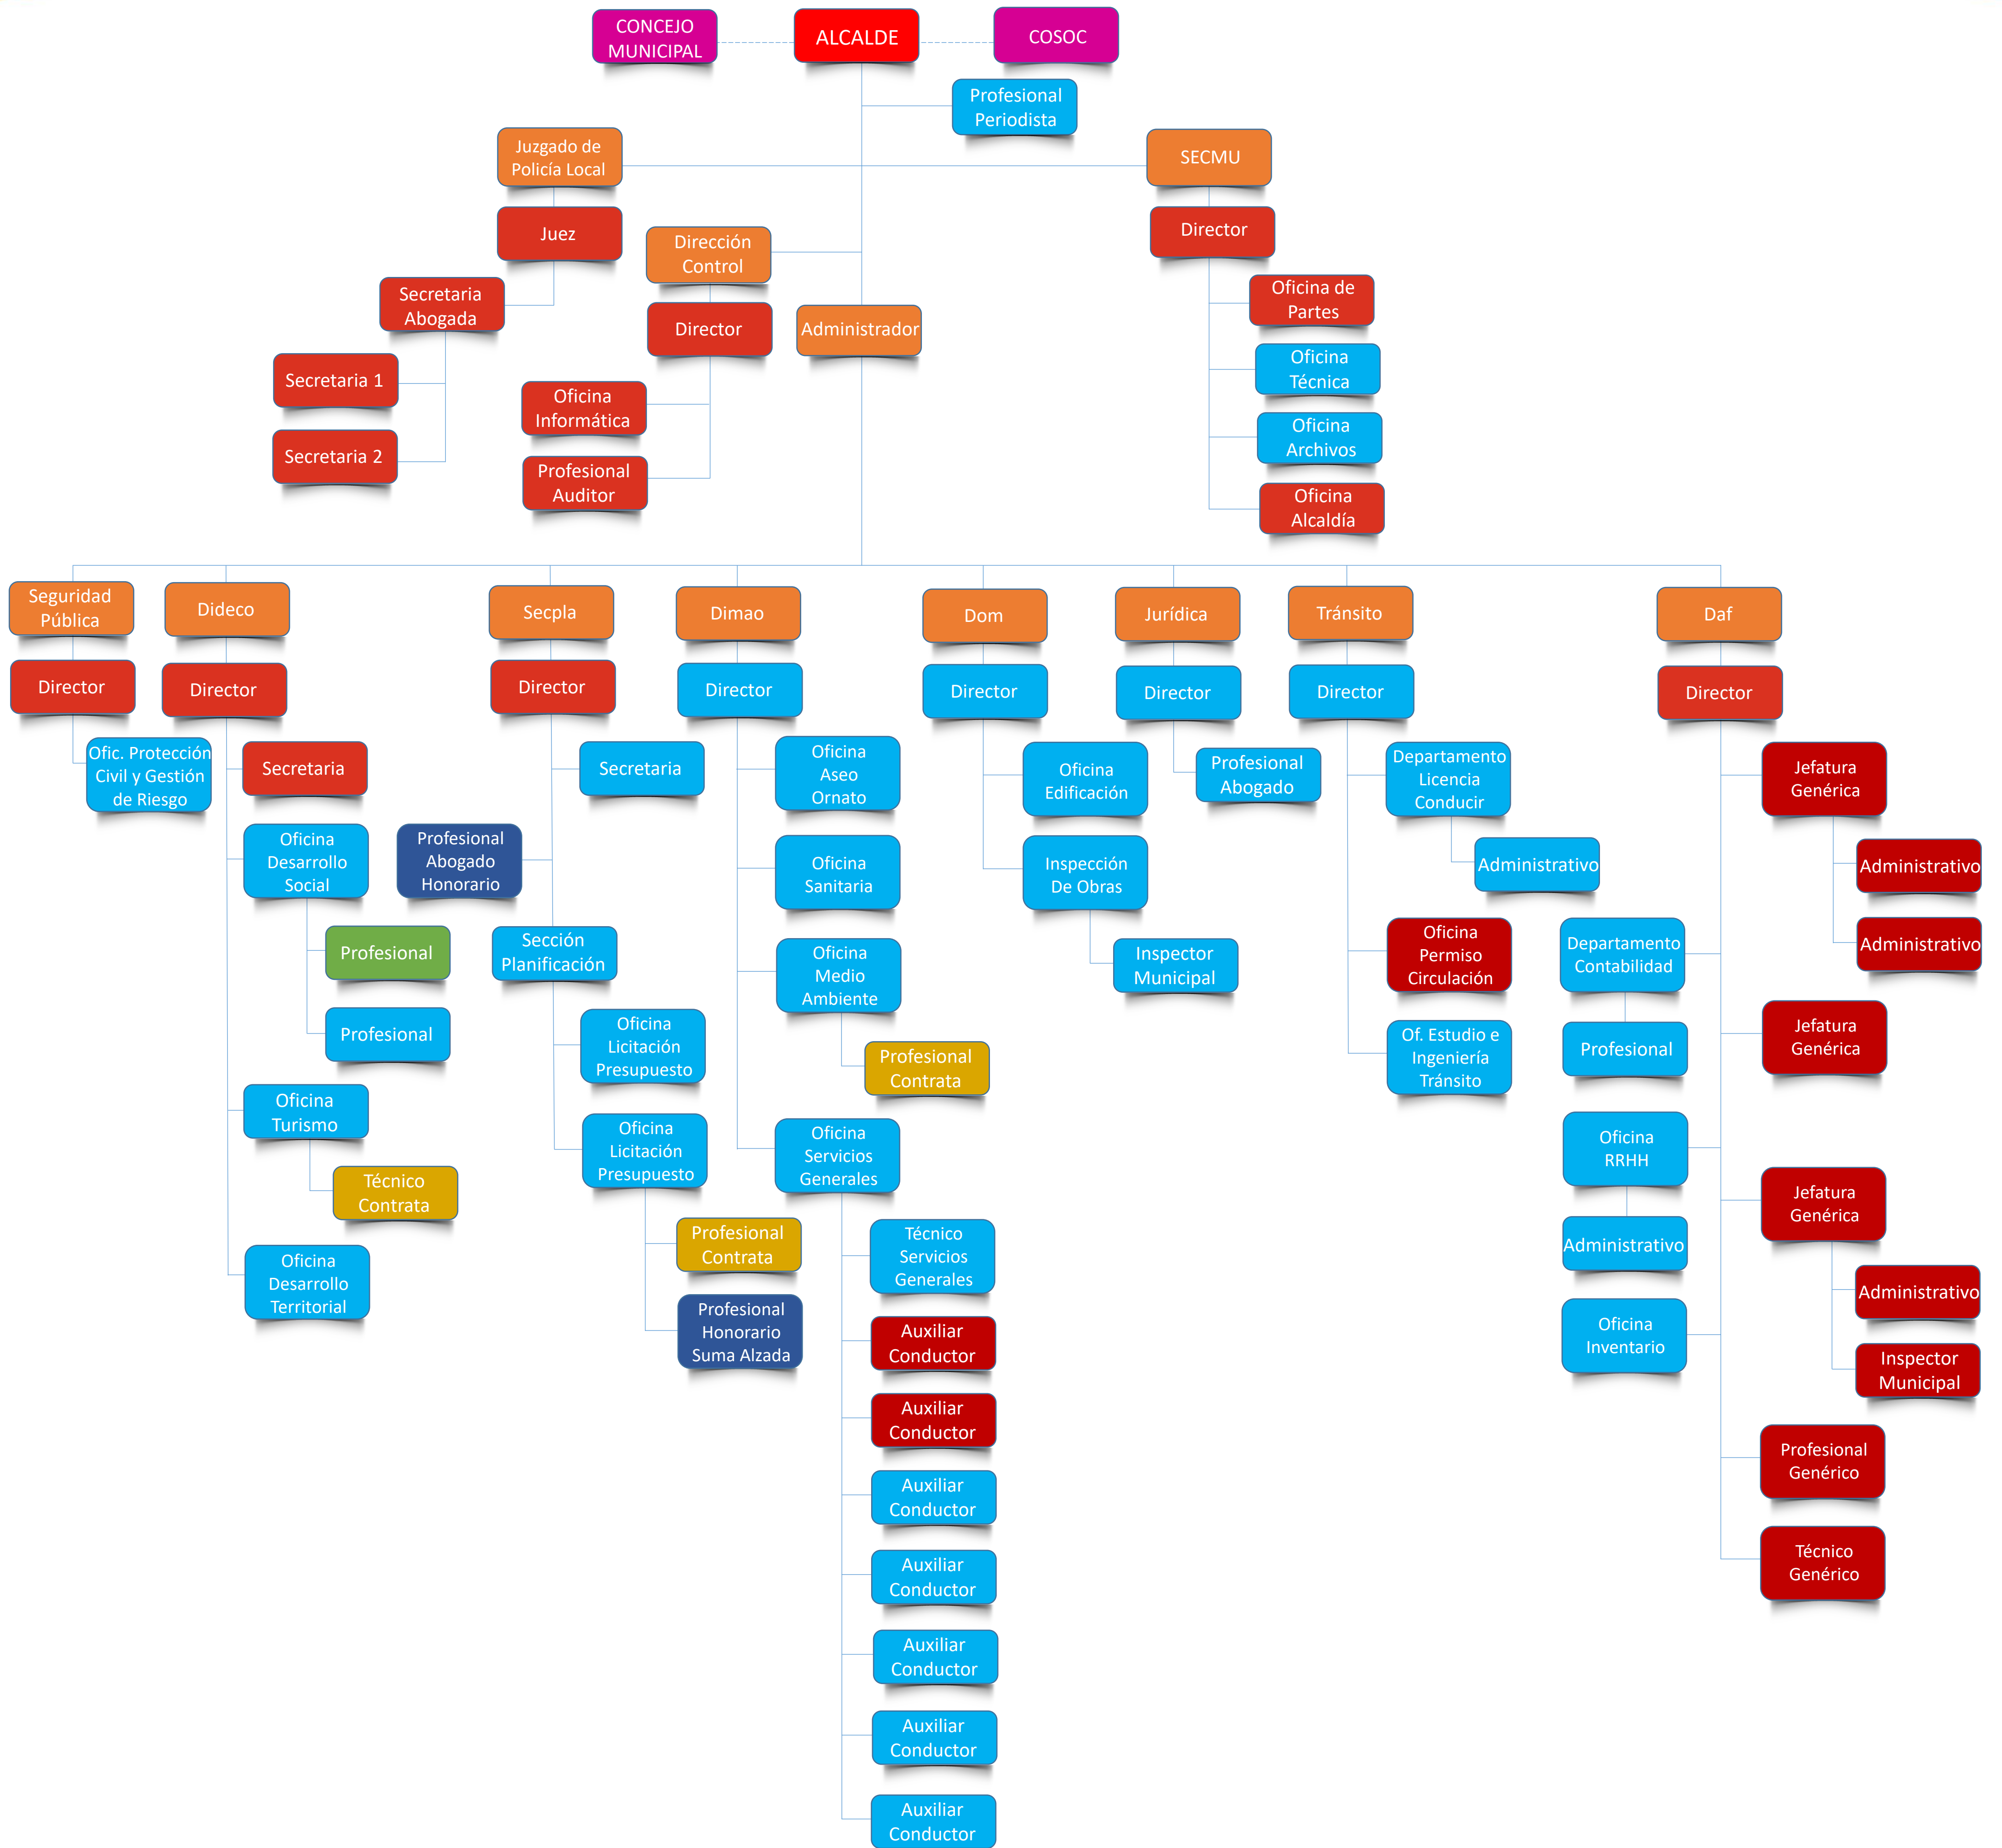 CONCEJO
MUNICIPAL
ALCALDE
COSOC
Profesional
Periodista
Juzgado de
Policía Local
SECMU
Juez
Director
Dirección
Control
Secretaria
Abogada
Oficina de
Partes
Director
Administrador
Secretaria 1
Oficina
Técnica
Oficina
Informática
Secretaria 2
Oficina
Archivos
Profesional
Auditor
Oficina
Alcaldía
Seguridad
Pública
Dideco
Secpla
Dimao
Dom
Jurídica
Tránsito
Daf
Director
Director
Director
Director
Director
Director
Director
Director
Ofic. Protección
Civil y Gestión
de Riesgo
Secretaria
Oficina
Desarrollo
Social
Profesional
Profesional
Oficina
Turismo
Técnico
Contrata
Oficina
Desarrollo
Territorial
Secretaria
Profesional
Abogado
Honorario
Sección
Planificación
Oficina
Licitación
Presupuesto
Oficina
Licitación
Presupuesto
Profesional
Contrata
Profesional
Honorario
Suma Alzada
Oficina
Aseo
Ornato
Oficina
Sanitaria
Oficina
Medio
Ambiente
Profesional
Contrata
Oficina
Servicios
Generales
Técnico
Servicios
Generales
Auxiliar
Conductor
Auxiliar
Conductor
Auxiliar
Conductor
Auxiliar
Conductor
Auxiliar
Conductor
Auxiliar
Conductor
Auxiliar
Conductor
Oficina
Edificación
Inspección
De Obras
Inspector
Municipal
Profesional
Abogado
Departamento
Licencia
Conducir
Administrativo
Oficina
Permiso
Circulación
Of. Estudio e
Ingeniería
Tránsito
Jefatura
Genérica
Administrativo
Administrativo
Departamento
Contabilidad
Profesional
Jefatura
Genérica
Oficina
RRHH
Administrativo
Jefatura
Genérica
Administrativo
Inspector
Municipal
Oficina
Inventario
Profesional
Genérico
Técnico
Genérico